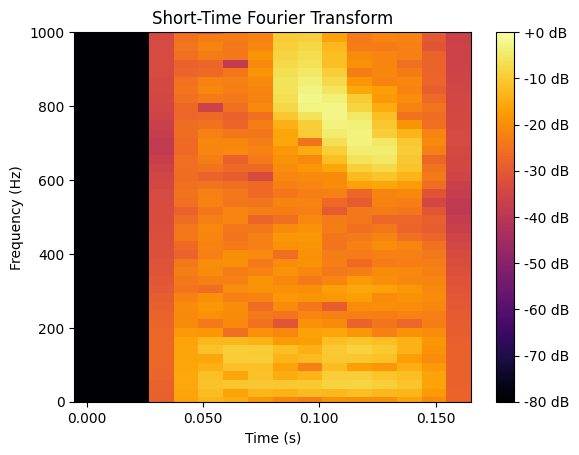 Short-Time Fourier Transform
1000
800
600
400
200
0
Frequency (Hz)
0.000
0.050
0.100
0.150
Time (s)
+0 dB
-10 dB
-20 dB
-30 dB
-40 dB
-50 dB
-60 dB
-70 dB
-80 dB